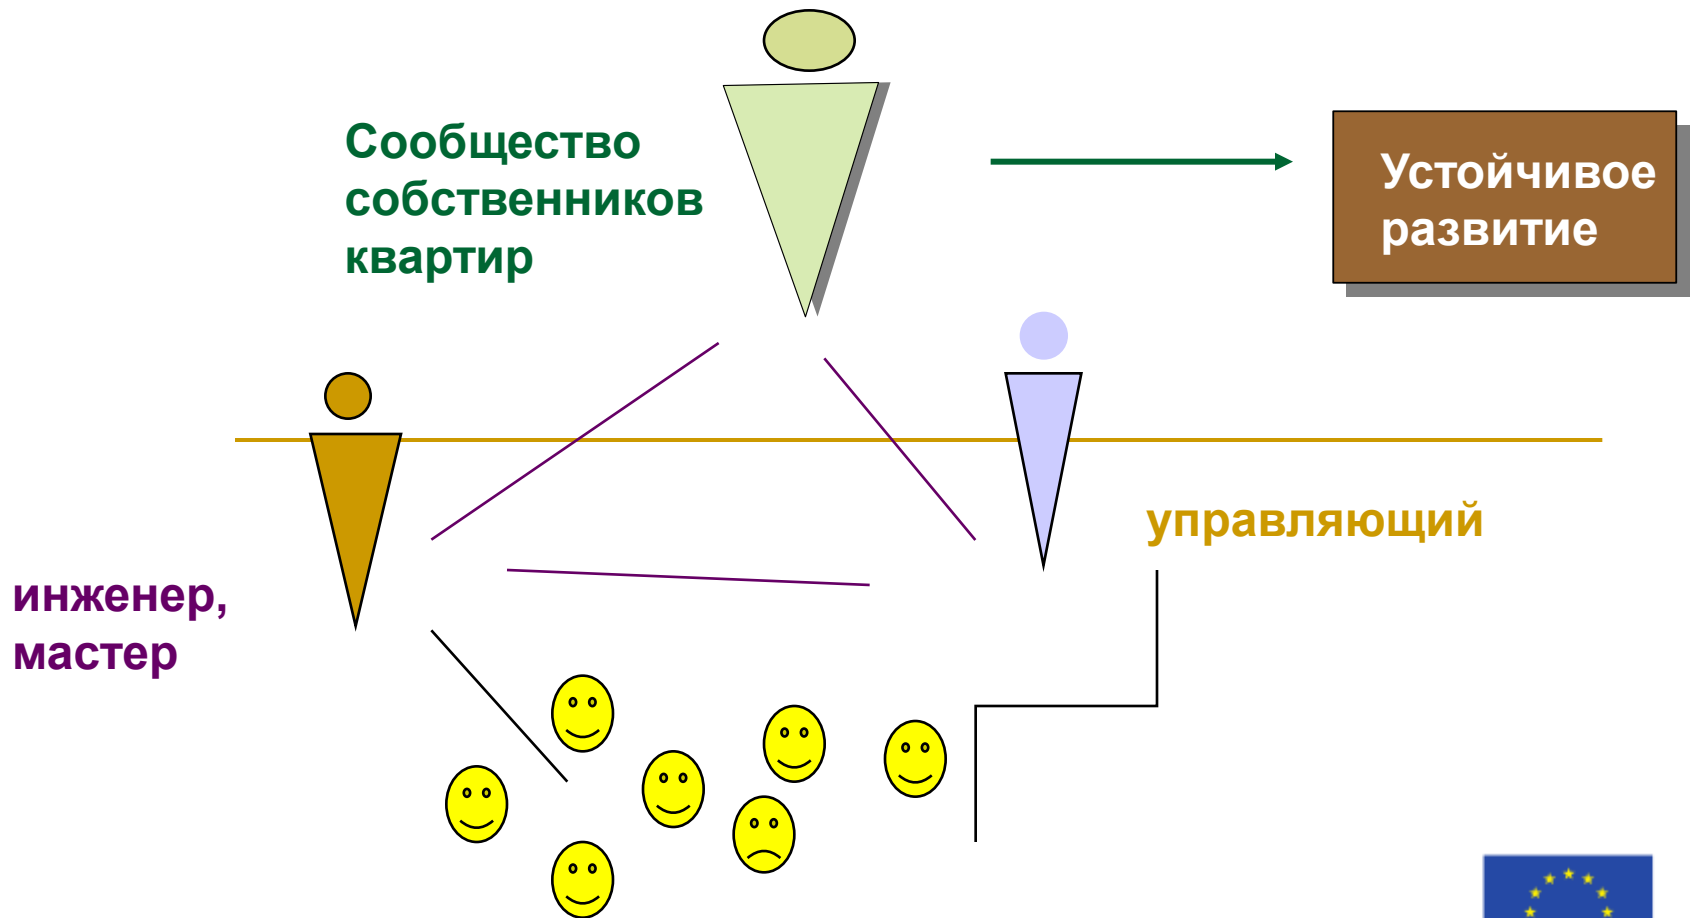 Сообщество
собственников
квартир
Устойчивое
развитие
управляющий
инженер,
мастер